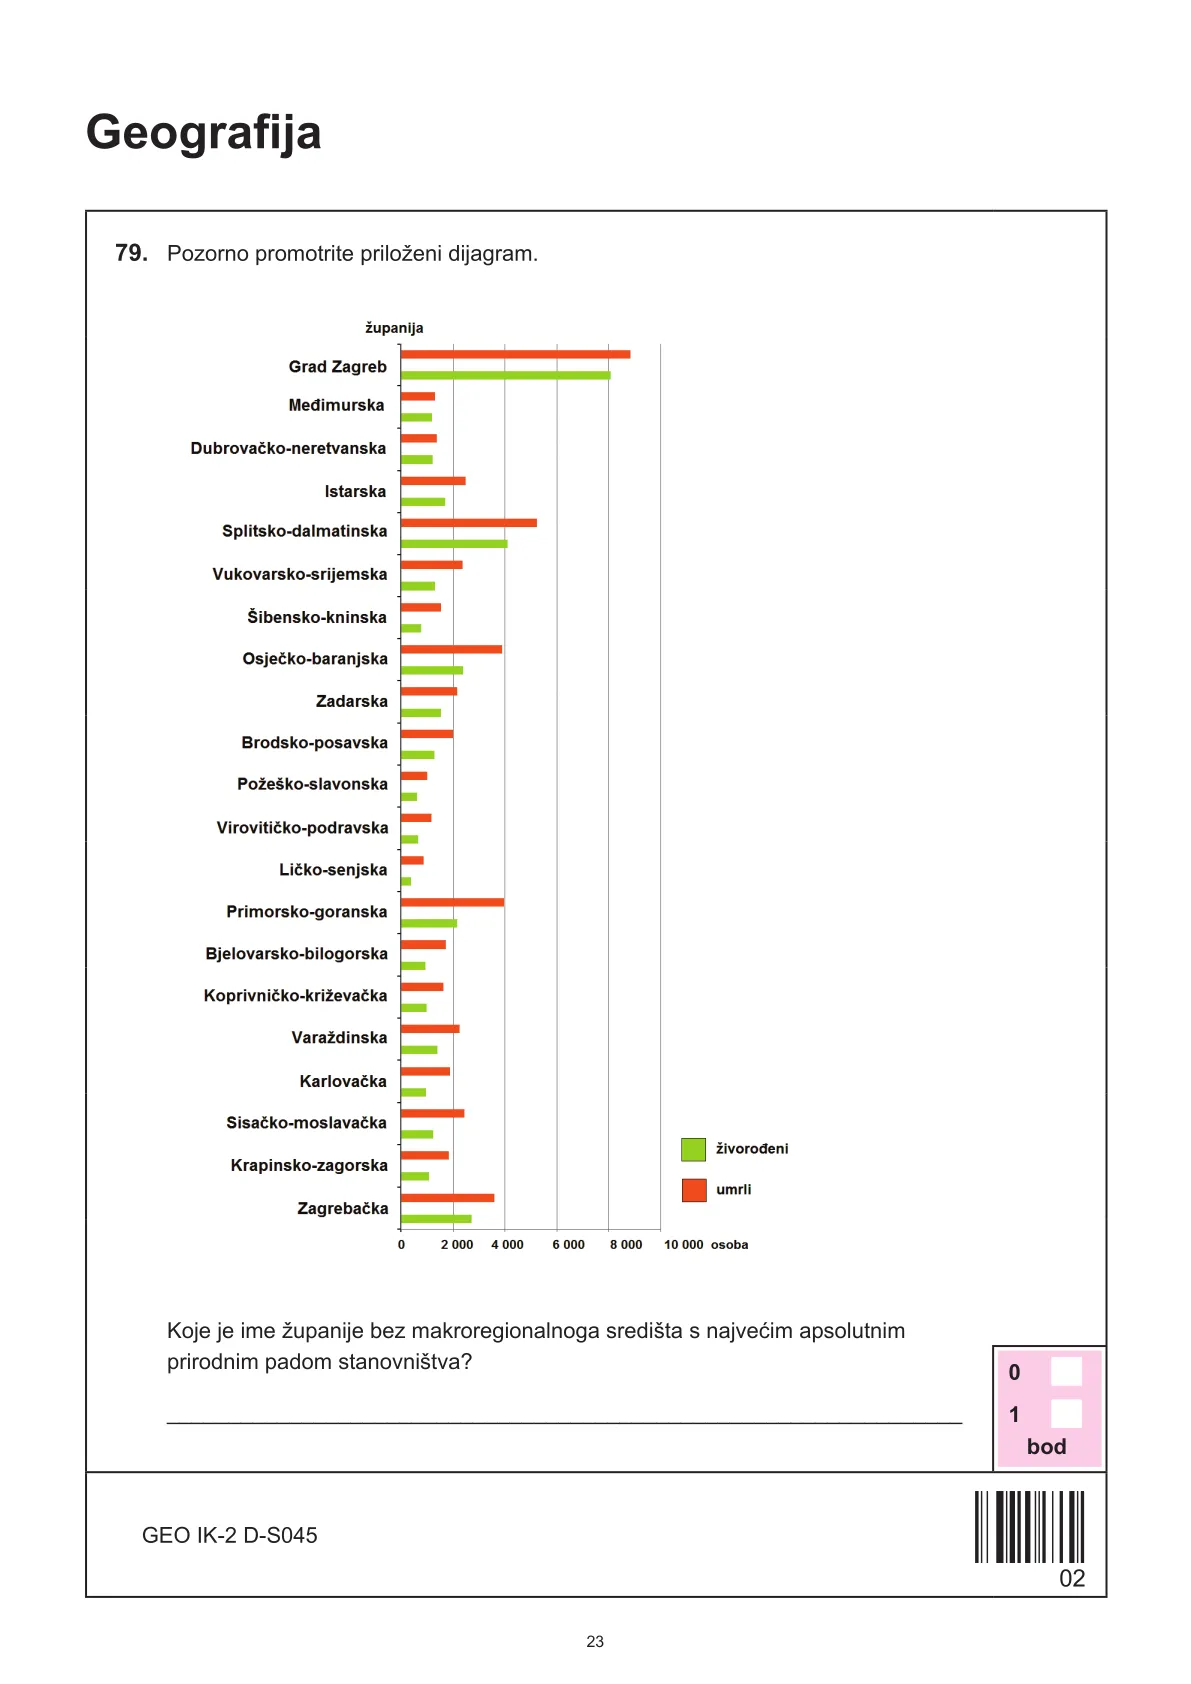 Geografija
79. Pozorno promotrite priloženi dijagram.
županija
Grad Zagreb
Međimurska
Dubrovačko-neretvanska
Istarska
Splitsko-dalmatinska
Vukovarsko-srijemska
Šibensko-kninska
Osječko-baranjska
Zadarska
Brodsko-posavska
Požeško-slavonska
Virovitičko-podravska
Ličko-senjska
Primorsko-goranska
Bjelovarsko-bilogorska
Koprivničko-križevačka
Varaždinska
Karlovačka
Sisačko-moslavačka
Krapinsko-zagorska
Zagrebačka
živorođeni
umrli
0 2 000 4 000 6 000 8 000 10 000 osoba
Koje je ime županije bez makroregionalnoga središta s najvećim apsolutnim
prirodnim padom stanovništva?
0
1
bod
GEO IK-2 D-S045
02
23